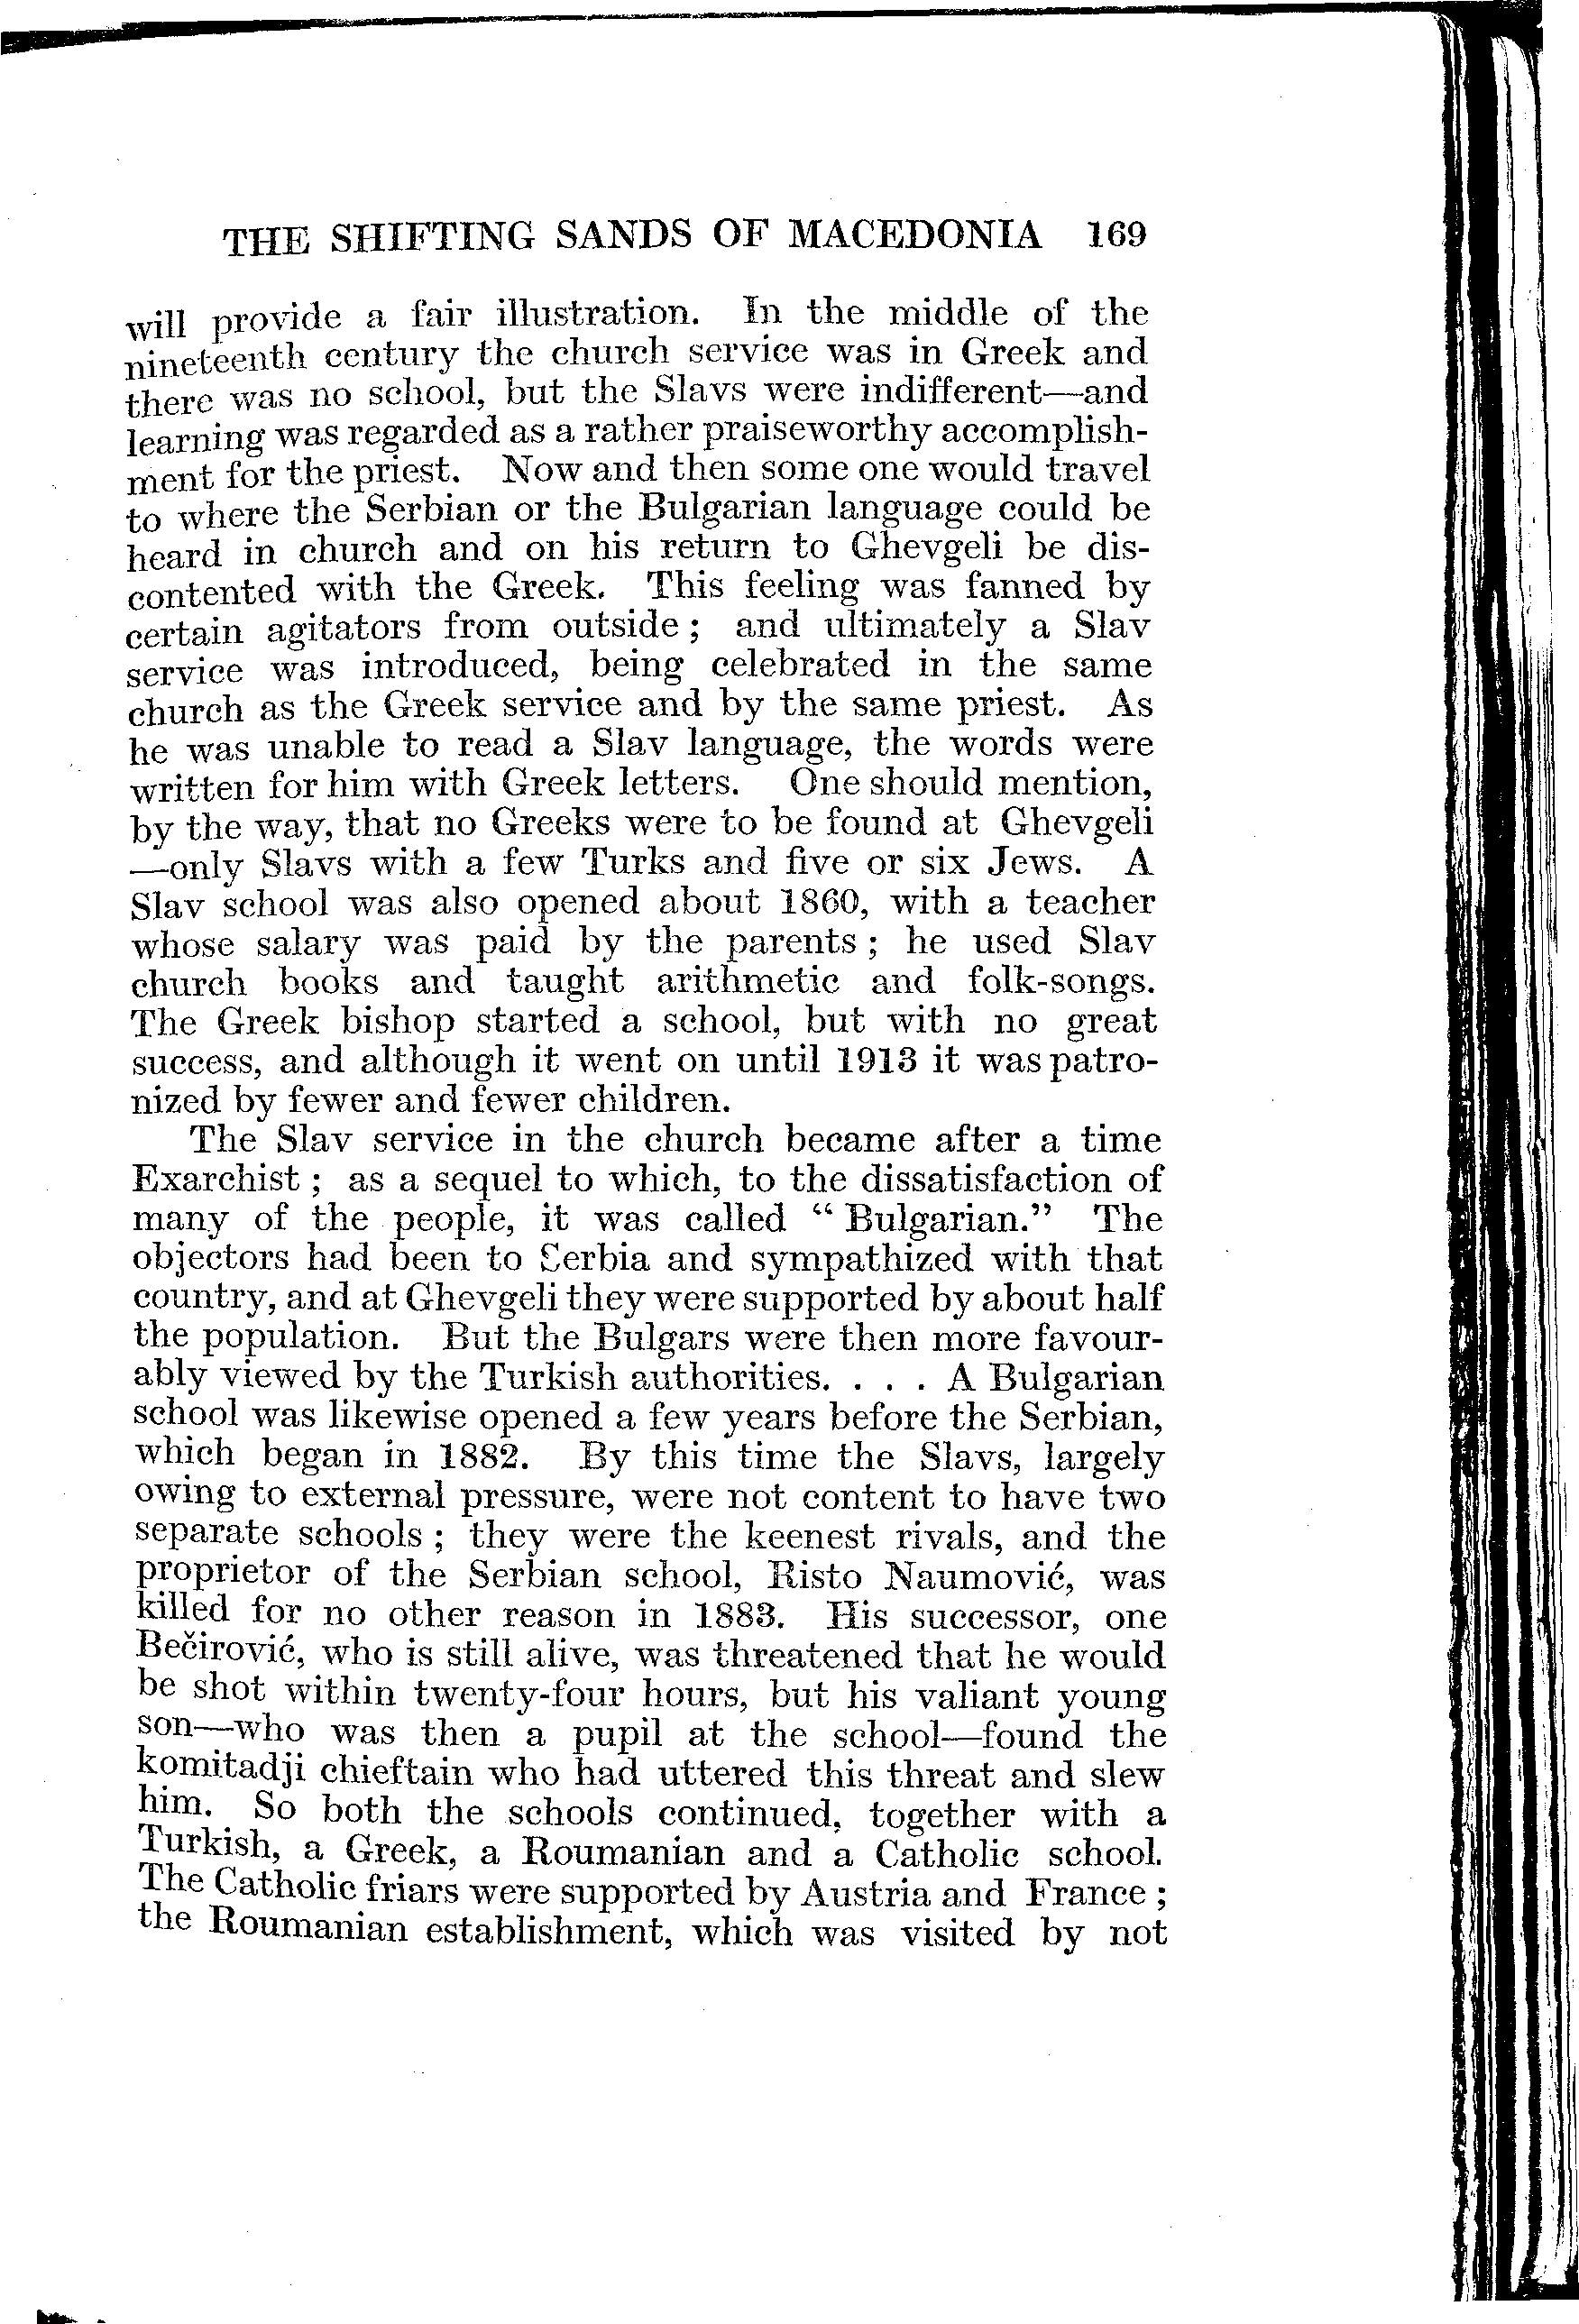 THE SHIFTING SANDS OF MACEDONIA 169
will provide a fair illustration. In the middle of the
nineteenth century the church service was in Greek and
there was no school, but the Slavs were indifferent—and
learning was regarded as a rather praiseworthy accomplish-
ment for the priest. Now and then some one would travel
to where the Serbian or the Bulgarian language could be
heard in church and on his return to Ghevgeli be dis-
contented with the Greek. This feeling was fanned by
certain agitators from outside; and ultimately a Slav
service was introduced, being celebrated in the same
church as the Greek service and by the same priest. As
he was unable to read a Slav language, the words were
written for him with Greek letters. One should mention,
by the way, that no Greeks were to be found at Ghevgeli
—only Slavs with a few Turks and five or six Jews. A
Slav school was also opened about 1860, with a teacher
whose salary was paid by the parents; he used Slav
church books and taught arithmetic and folk-songs.
The Greek bishop started a school, but with no great
success, and although it went on until 1913 it was patro-
nized by fewer and fewer children.
The Slav service in the church became after a time
Exarchist; as a sequel to which, to the dissatisfaction of
many of the people, it was called “Bulgarian.” The
objectors had been to Serbia and sympathized with that
country, and at Ghevgeli they were supported by about half
the population. But the Bulgars were then more favour-
ably viewed by the Turkish authorities. . . . A Bulgarian
school was likewise opened a few years before the Serbian,
which began in 1882. By this time the Slavs, largely
owing to external pressure, were not content to have two
separate schools; they were the keenest rivals, and the
proprietor of the Serbian school, Risto Naumović, was
killed for no other reason in 1883. His successor, one
Bečirović, who is still alive, was threatened that he would
be shot within twenty-four hours, but his valiant young
son—who was then a pupil at the school—found the
komitadji chieftain who had uttered this threat and slew
him. So both the schools continued, together with a
Turkish, a Greek, a Roumanian and a Catholic school.
The Catholic friars were supported by Austria and France;
the Roumanian establishment, which was visited by not